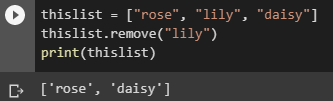 thislist = ["rose", "lily", "daisy"]
thislist.remove("lily")
print(thislist)
['rose', 'daisy']